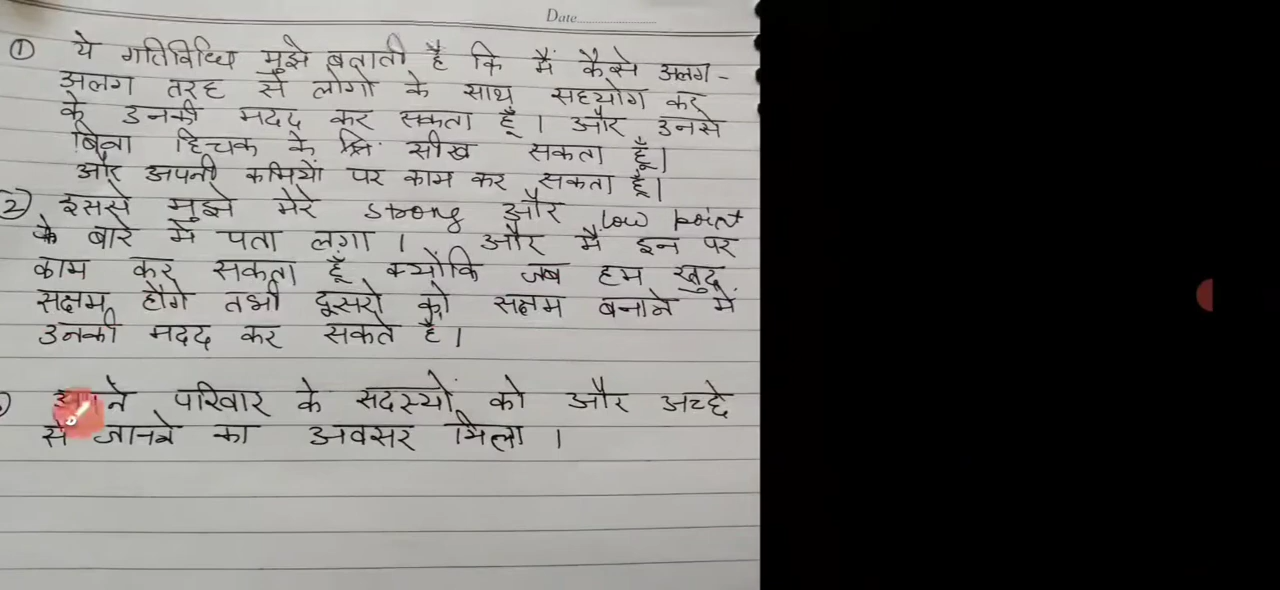 Date
① ये गतिविधि मुझे बताती है कि मैं कैसे अलग-
अलग तरह से लोगो के साथ सहयोग कर
के उनकी मदद कर सकता हूँ। और उनसे
बिना हिचक के सीख सकता हूँ।
और अपनी कमियों पर काम कर सकता हूँ।
② इससे मुझे मेरे strong और low point
के बारे में पता लगा। और मैं इन पर
काम कर सकता हूँ क्योंकि जब हम खुद
सक्षम होंगे तभी दूसरो को सक्षम बनाने में
उनकी मदद कर सकते है।
परिवार के सदस्यों को और अच्छे
से जानने का अवसर मिला।